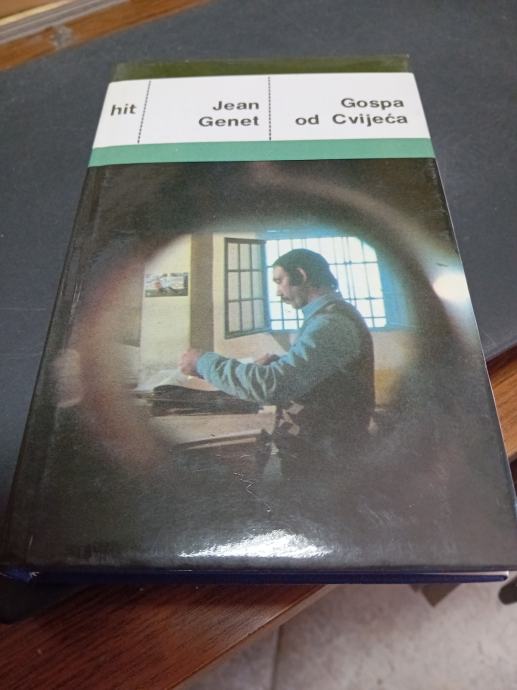 hit
Jean
Genet
Gospa
od Cvijeća